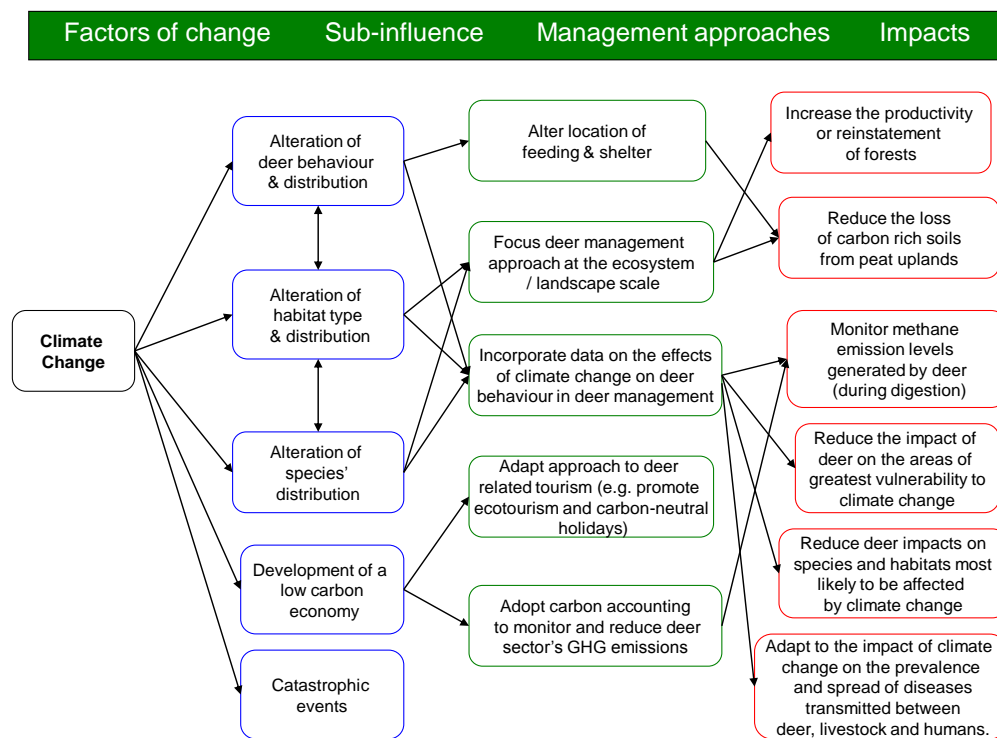 Factors of change Sub-influence Management approaches Impacts
Climate
Change
Alteration of
deer behaviour
& distribution
Alteration of
habitat type
& distribution
Alteration of
species’
distribution
Development of a
low carbon
economy
Catastrophic
events
Alter location of
feeding & shelter
Focus deer management
approach at the ecosystem
/ landscape scale
Incorporate data on the effects
of climate change on deer
behaviour in deer management
Adapt approach to deer
related tourism (e.g. promote
ecotourism and carbon-neutral
holidays)
Adopt carbon accounting
to monitor and reduce deer
sector’s GHG emissions
Increase the productivity
or reinstatement
of forests
Reduce the loss
of carbon rich soils
from peat uplands
Monitor methane
emission levels
generated by deer
(during digestion)
Reduce the impact of
deer on the areas of
greatest vulnerability to
climate change
Reduce deer impacts on
species and habitats most
likely to be affected
by climate change
Adapt to the impact of climate
change on the prevalence
and spread of diseases
transmitted between
deer, livestock and humans.